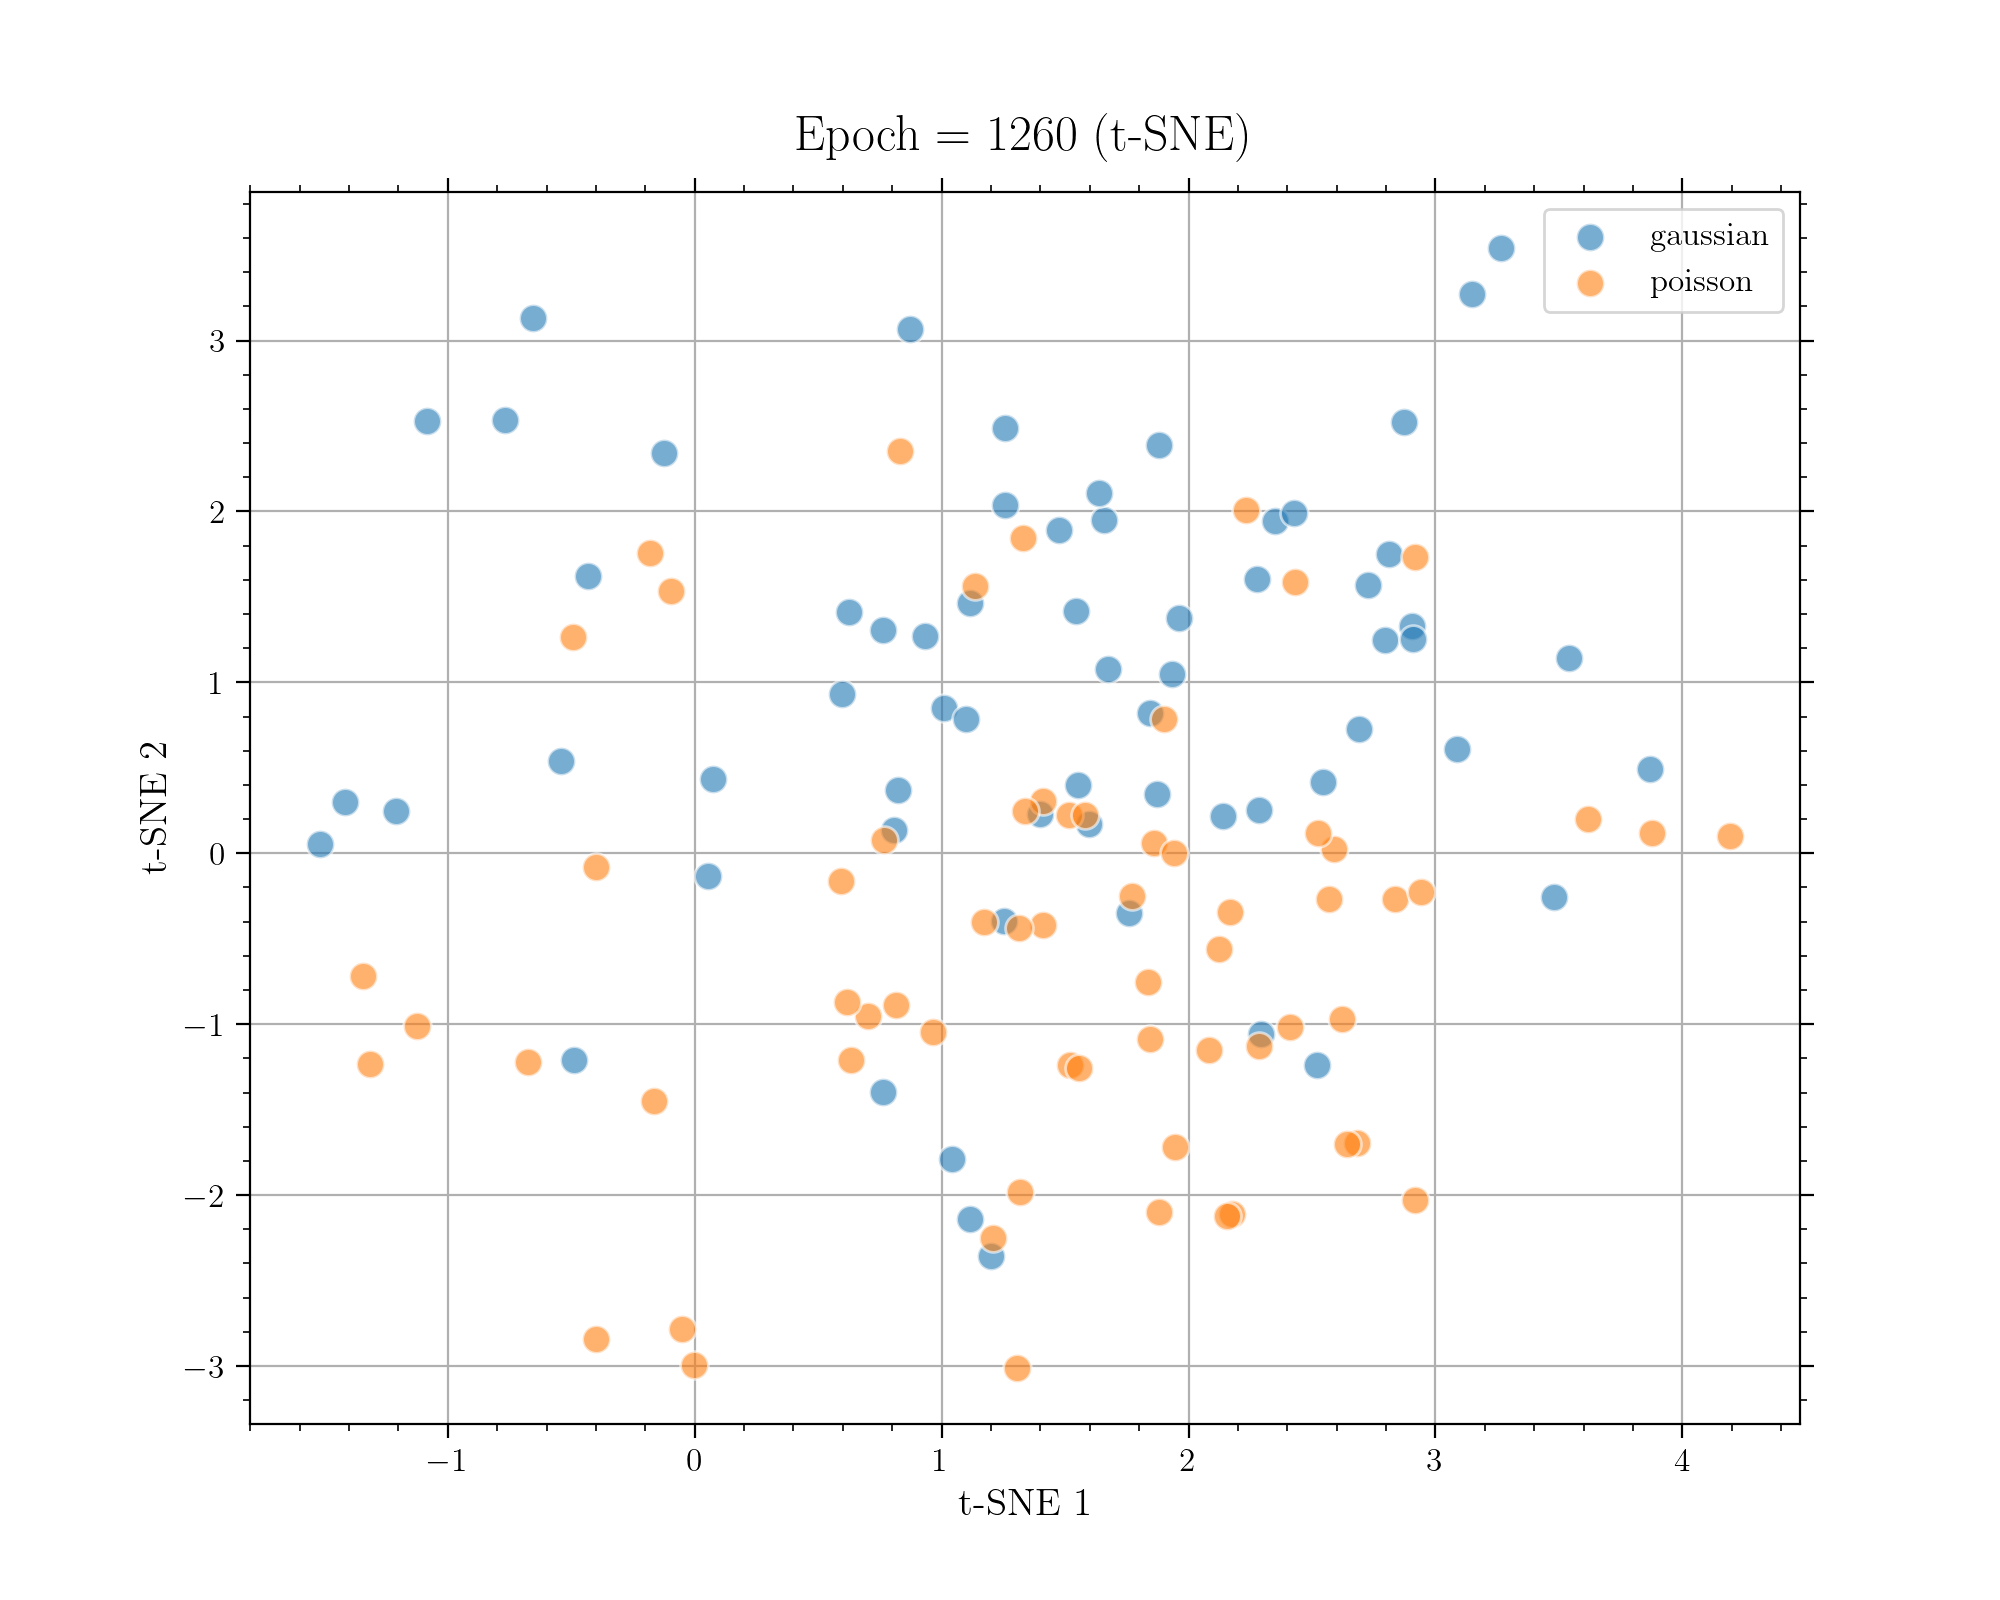 Epoch = 1260 (t-SNE)
gaussian
poisson
t-SNE 2
3
2
1
0
−1
−2
−3
−1 0 1 2 3 4
t-SNE 1